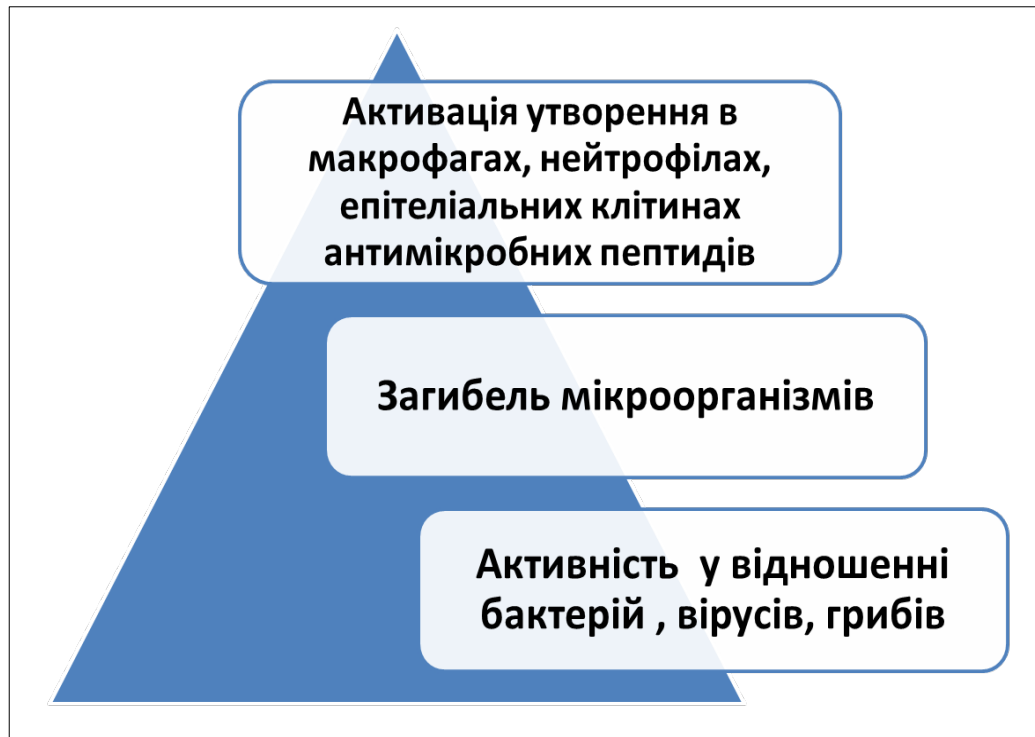 Активація утворення в
макрофагах, нейтрофілах,
епітеліальних клітинах
антимікробних пептидів
Загибель мікроорганізмів
Активність  у відношенні
бактерій , вірусів, грибів